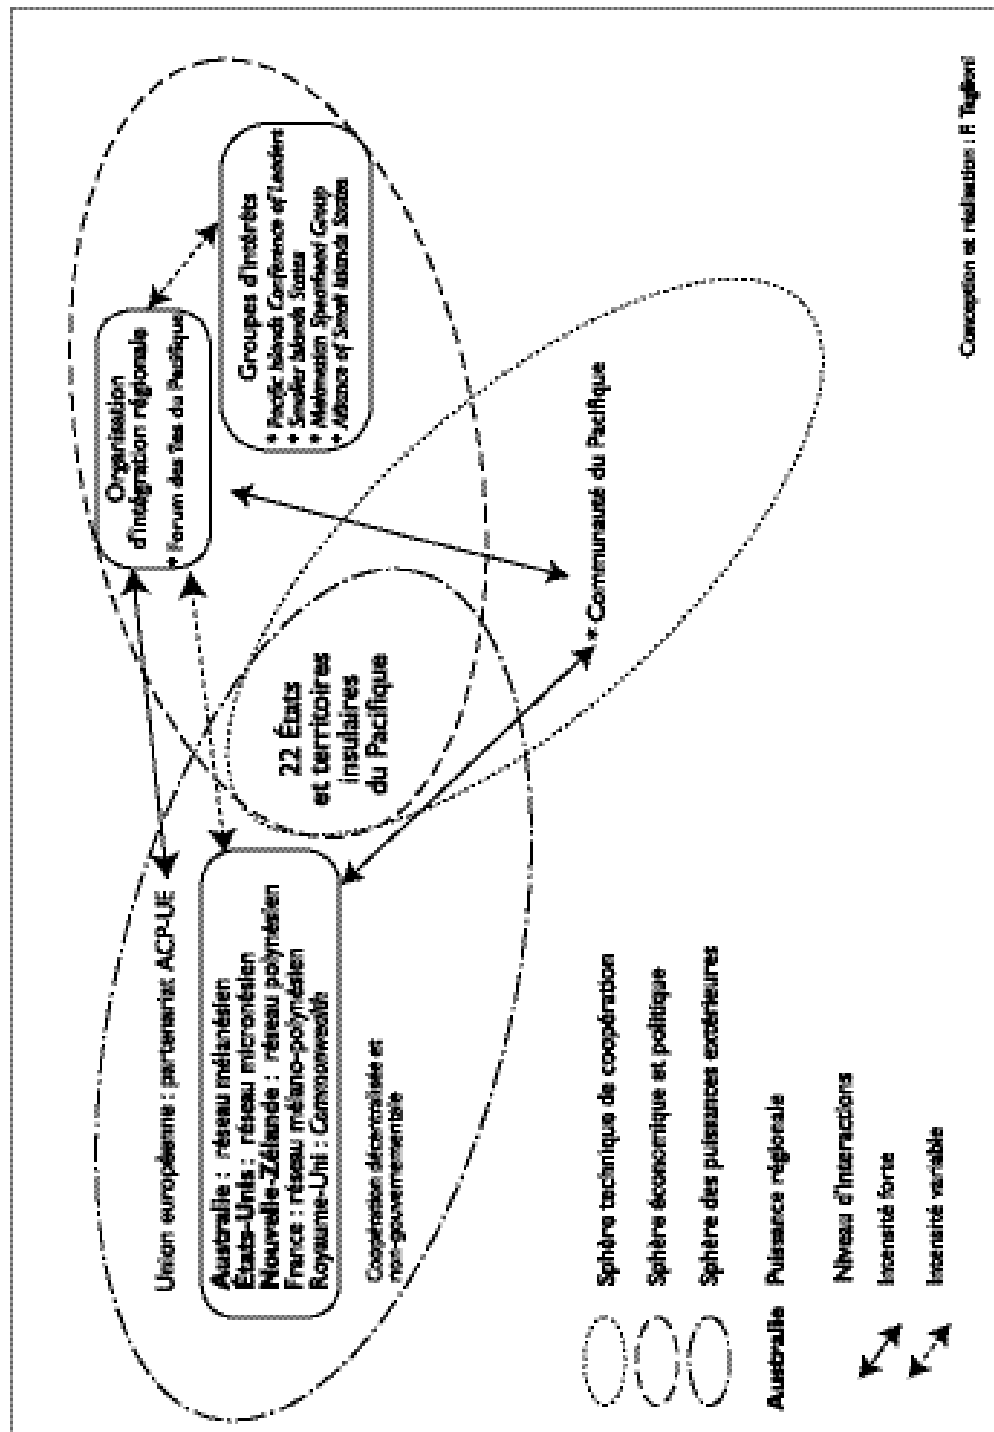 Union européenne : partenariat ACP-UE
Australie : réseau mélanésien
États-Unis : réseau micronésien
Nouvelle-Zélande : réseau polynésien
France : réseau mélano-polynésien
Royaume-Uni : Commonwealth
Coopération décentralisée et
non-gouvernementale
22 États
et territoires
insulaires
du Pacifique
Organisation
d'intégration régionale
• Forum des îles du Pacifique
Groupes d'intérêts
• Pacific Islands Conference of Leaders
• Smaller Islands States
• Melanesian Spearhead Group
• Alliance of Small Islands States
* Communauté du Pacifique
Sphère technique de coopération
Sphère économique et politique
Sphère des puissances extérieures
Australie Puissance régionale
Niveau d'interactions
Intensité forte
Intensité variable
Conception et réalisation : F. Taglioni